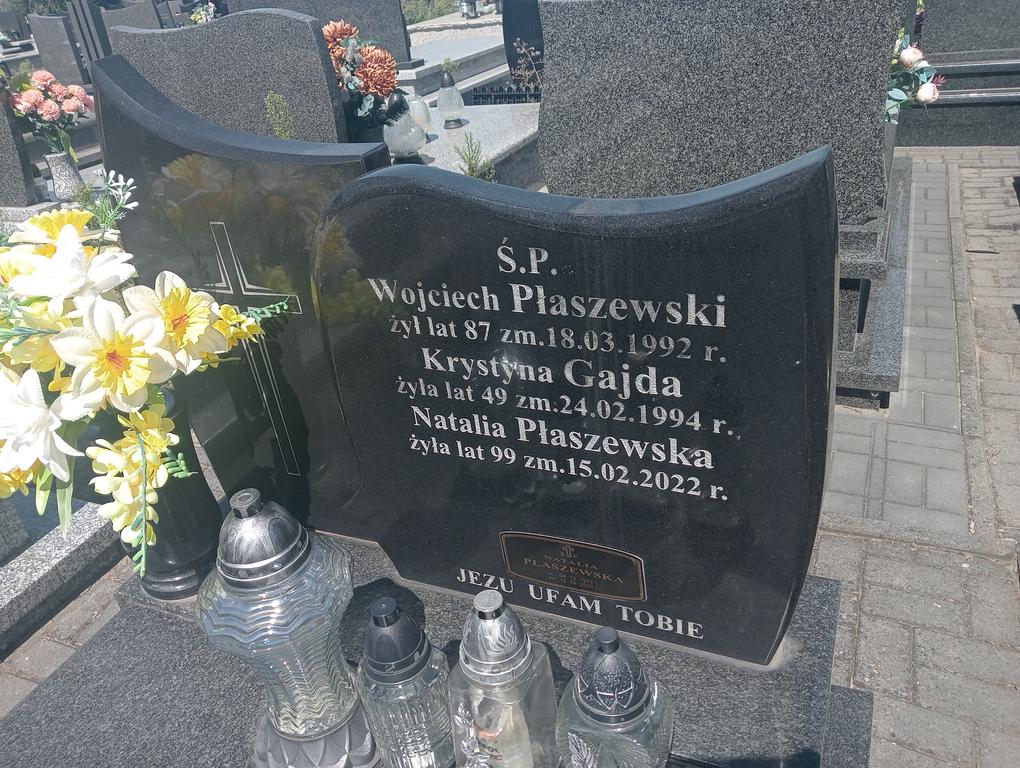 Ś.P.
Wojciech Płaszewski
żył lat 87 zm.18.03.1992 r.
Krystyna Gajda
żyła lat 49 zm.24.02.1994 r.
Natalia Płaszewska
żyła lat 99 zm.15.02.2022 r.
NATALIA
PŁASZEWSKA
JEZU UFAM TOBIE